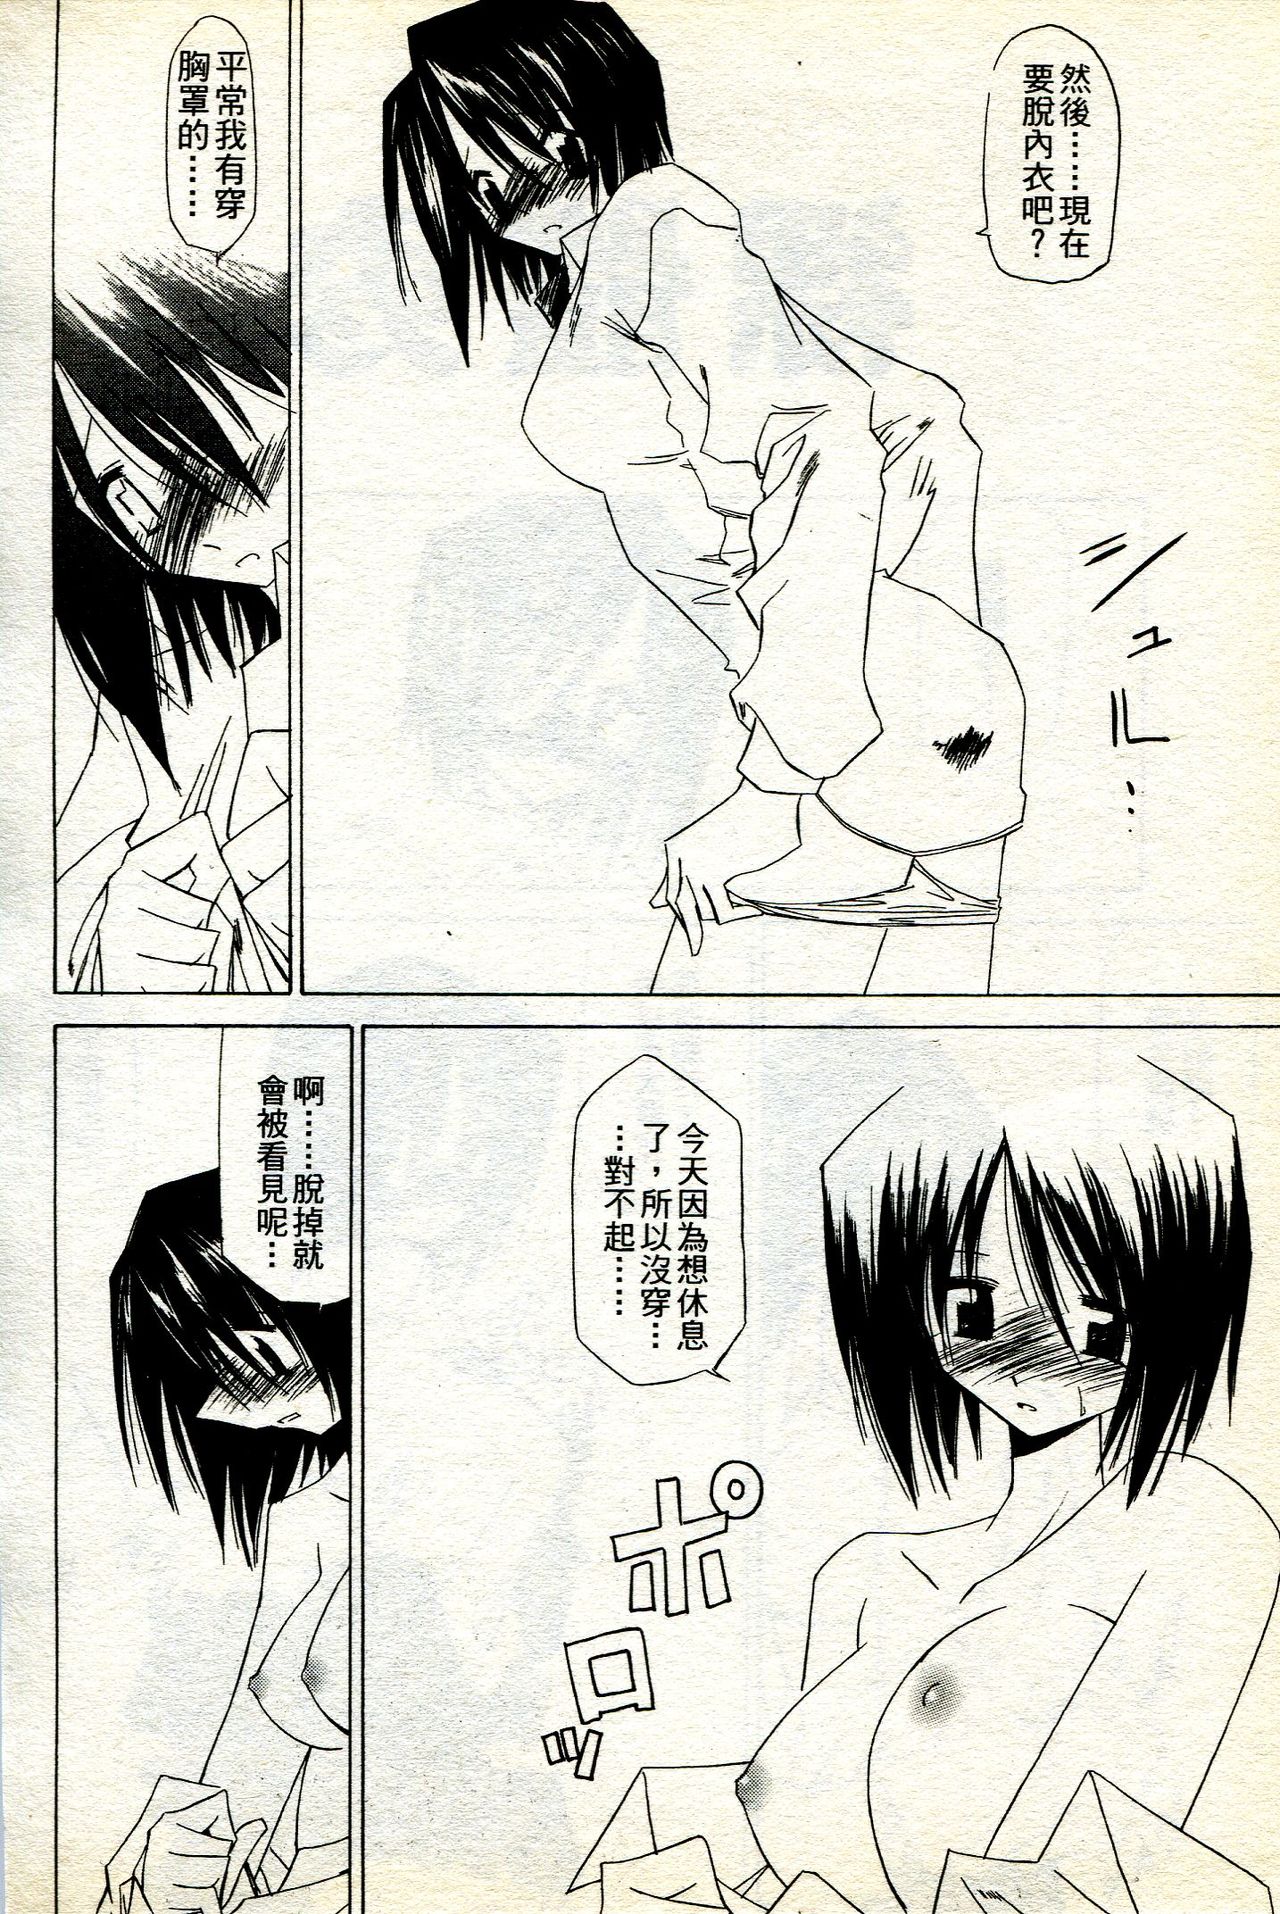 然後……現在
要脫內衣吧？
シュル…
平常我有穿
胸罩的……
今天因為想休息
了，所以沒穿…
…對不起……
ポロッ
啊……脫掉就
會被看見呢…